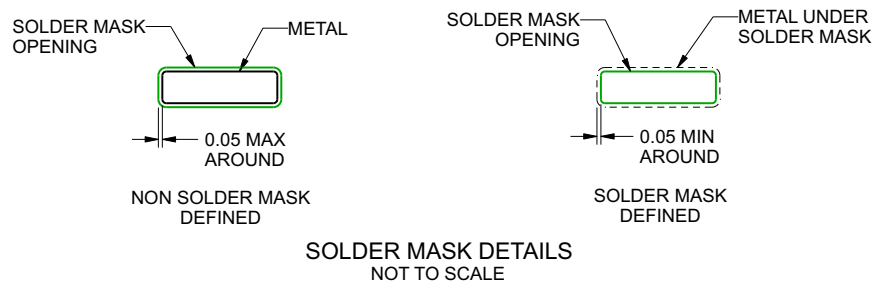 SOLDER MASK
OPENING
METAL
0.05 MAX
AROUND
NON SOLDER MASK
DEFINED
SOLDER MASK
OPENING
METAL UNDER
SOLDER MASK
0.05 MIN
AROUND
SOLDER MASK
DEFINED
SOLDER MASK DETAILS
NOT TO SCALE